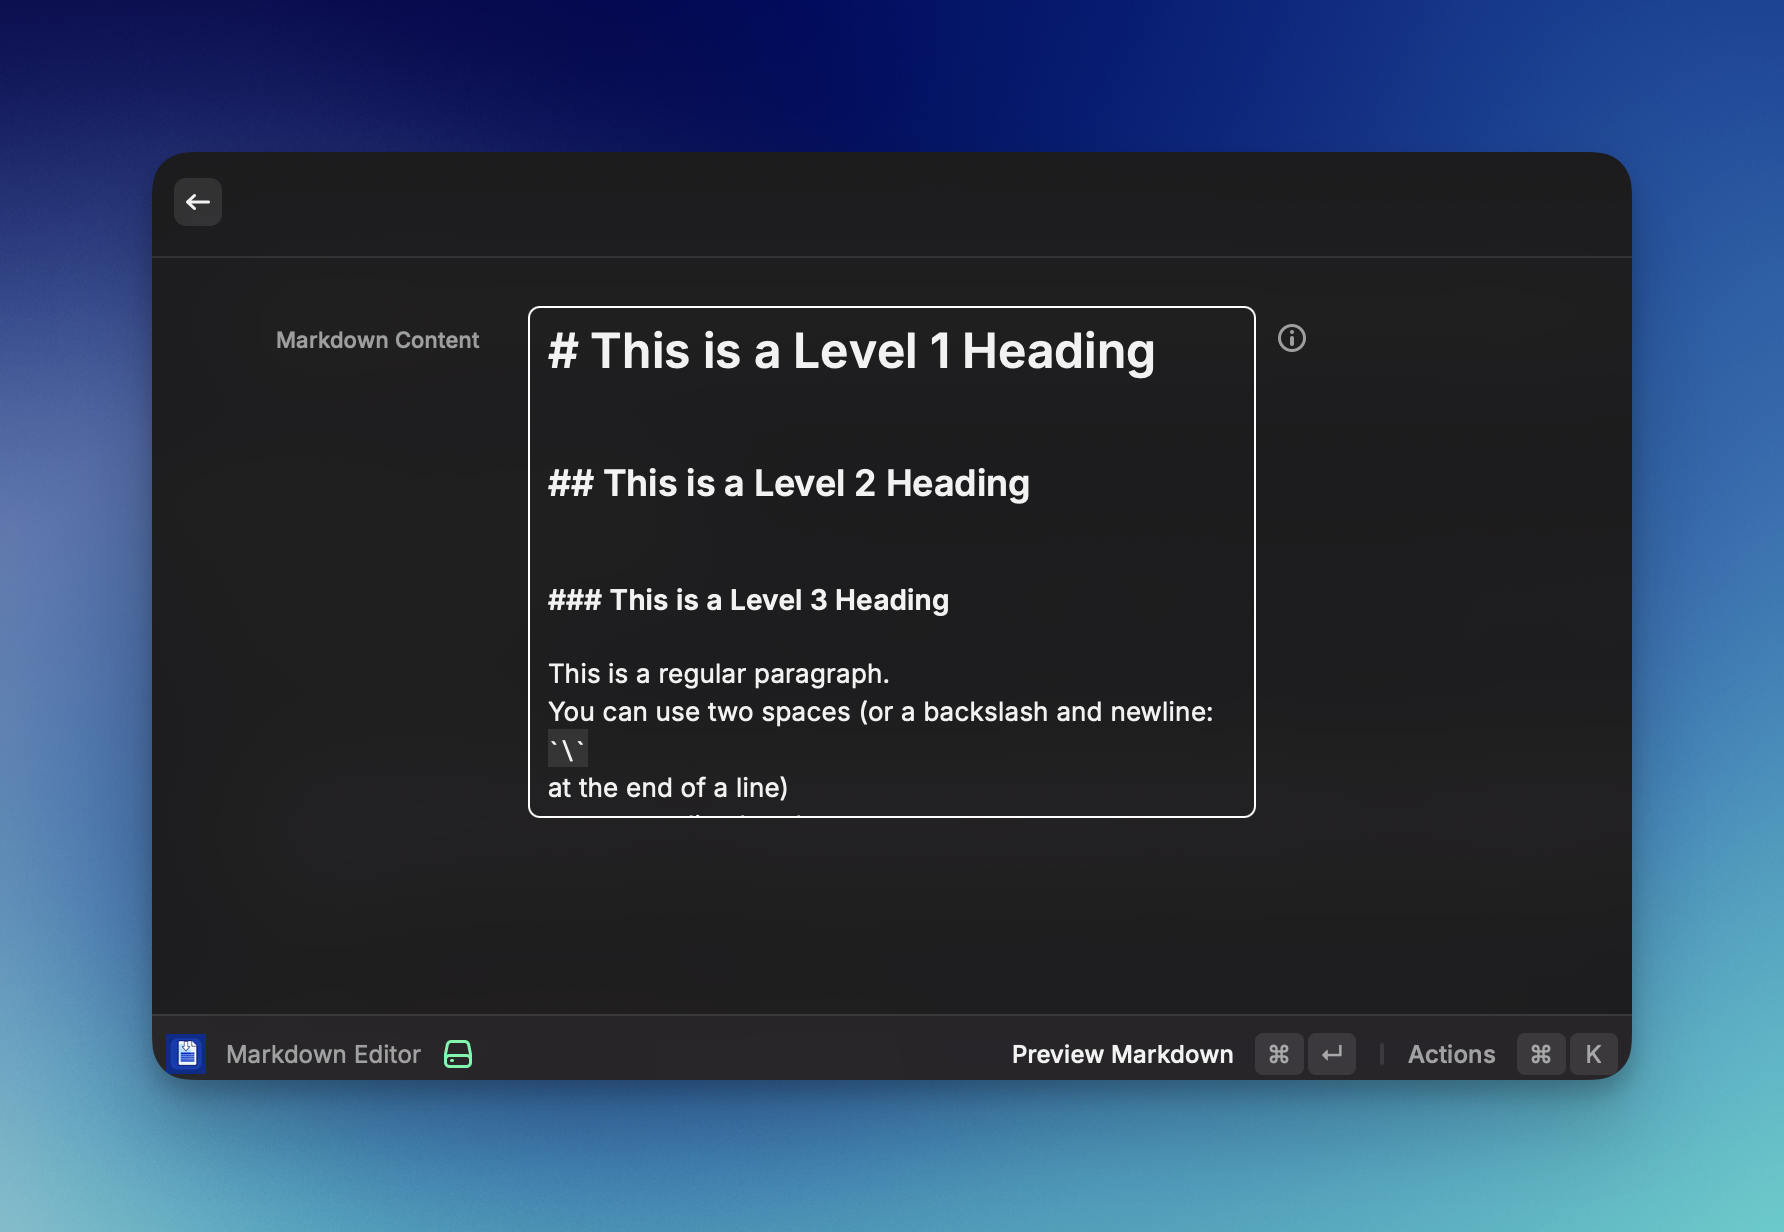 Markdown Content
# This is a Level 1 Heading
## This is a Level 2 Heading
### This is a Level 3 Heading
This is a regular paragraph.
You can use two spaces (or a backslash and newline:
`\`
at the end of a line)
Markdown Editor
Preview Markdown ⌘ ↵ | Actions ⌘ K